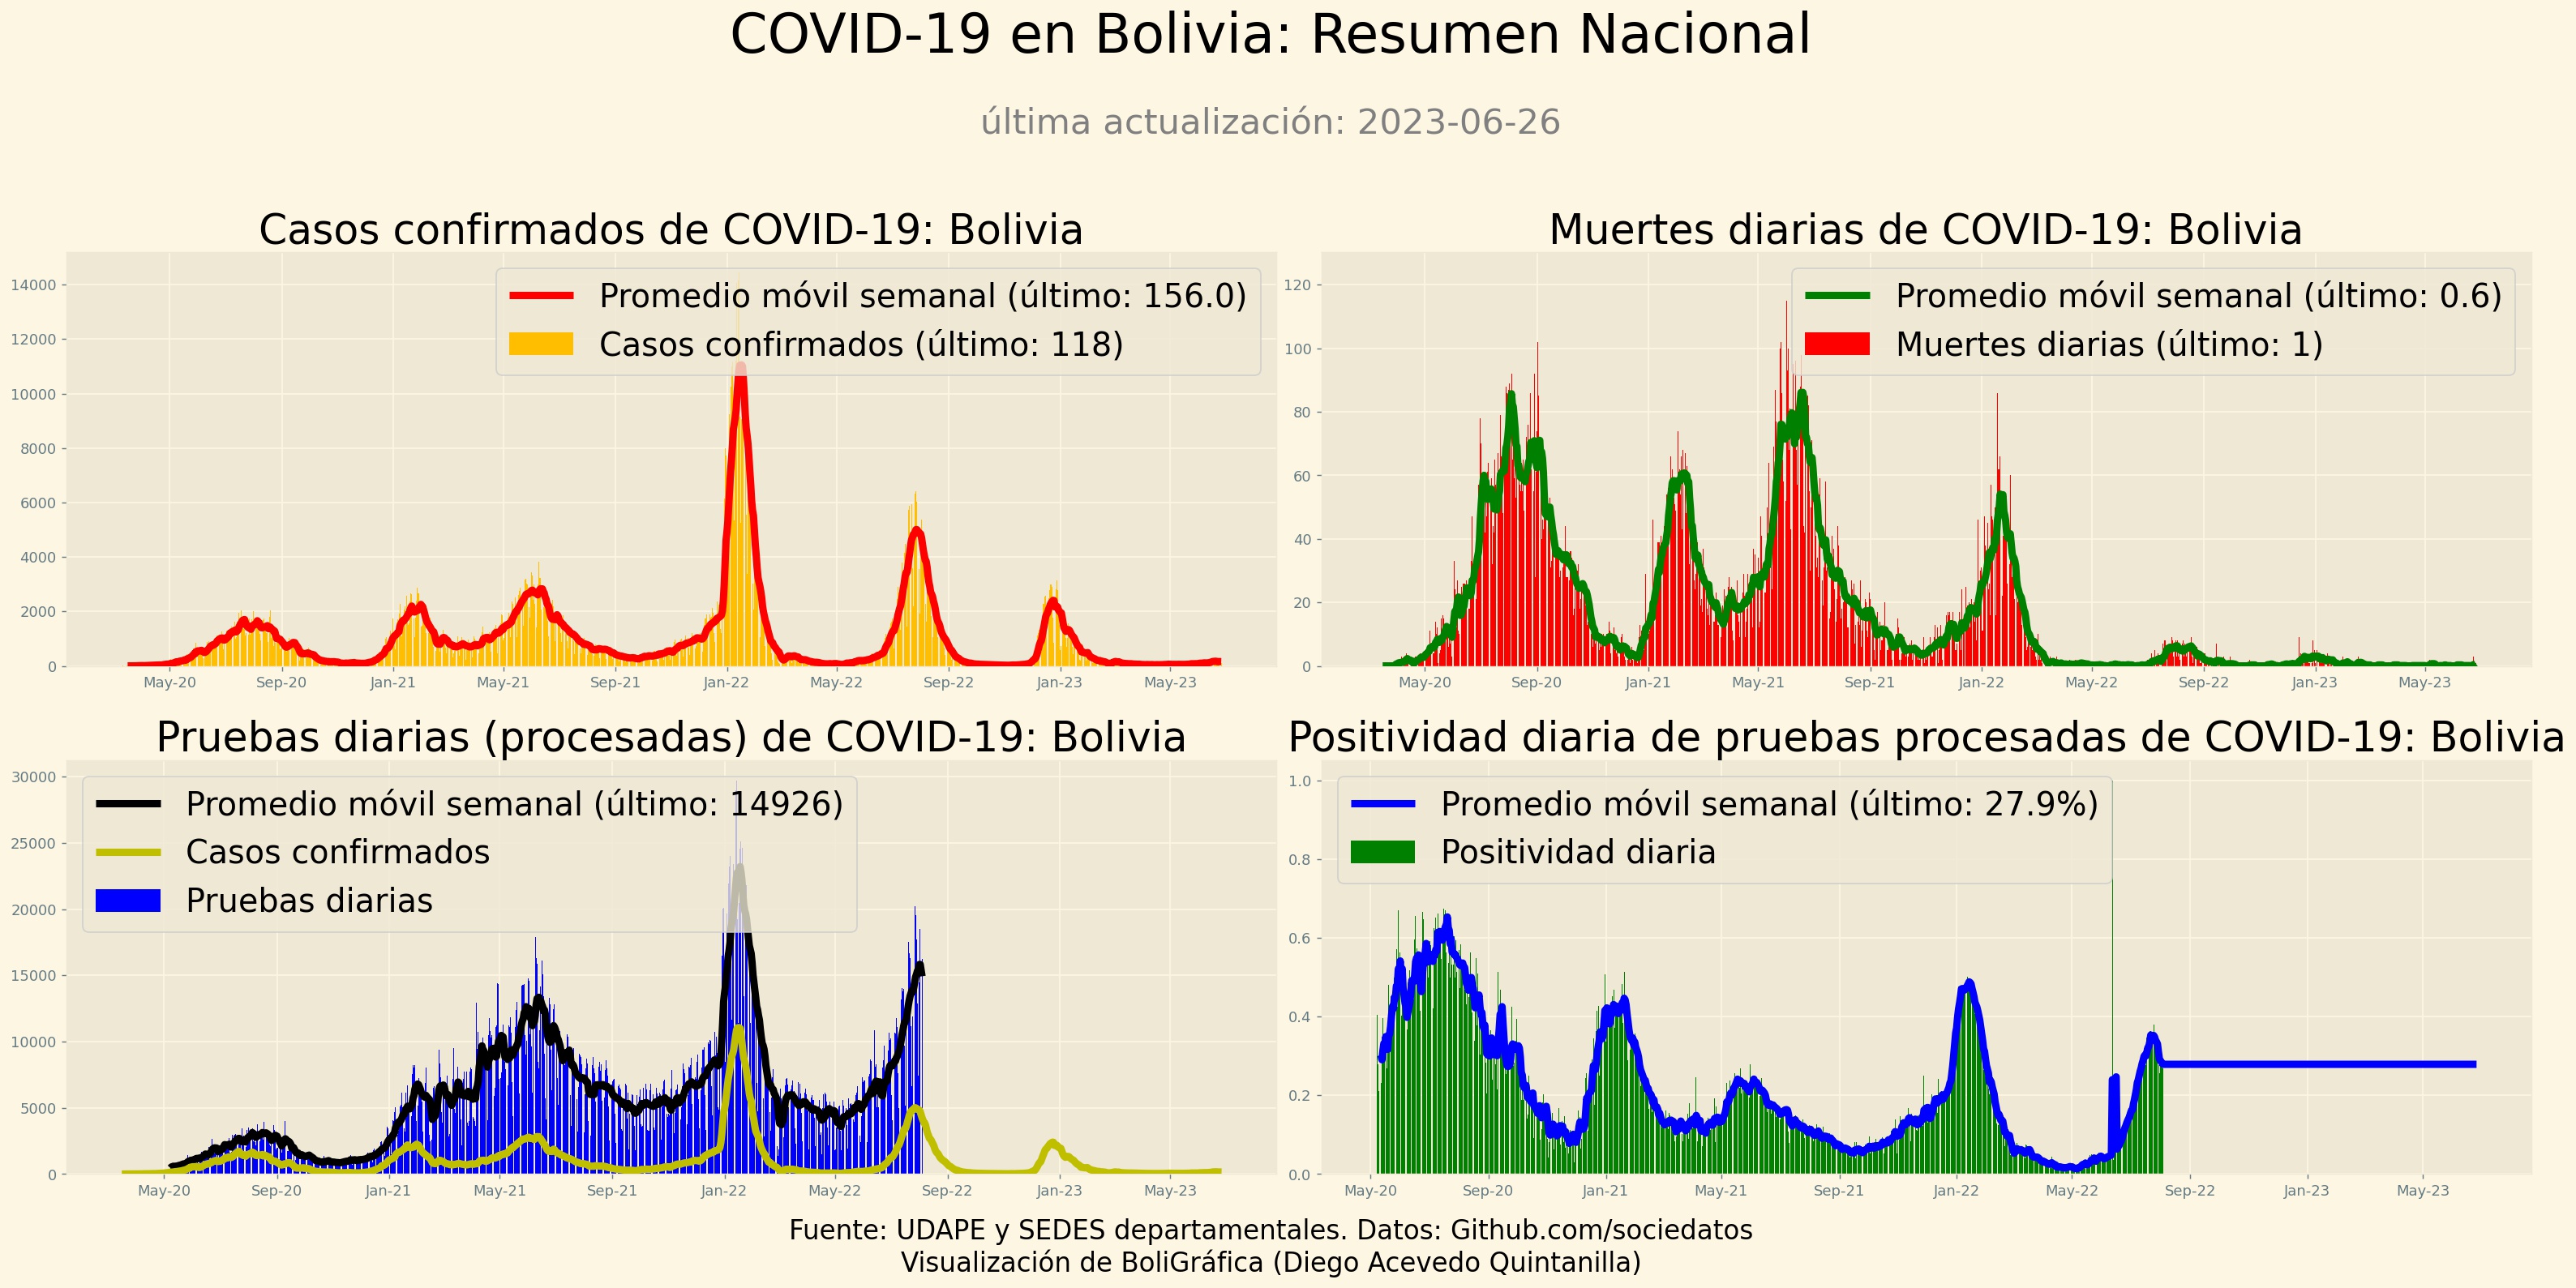 COVID-19 en Bolivia: Resumen Nacional
última actualización: 2023-06-26
Casos confirmados de COVID-19: Bolivia
Promedio móvil semanal (último: 156.0)
Casos confirmados (último: 118)
14000
12000
10000
8000
6000
4000
2000
0
May-20 Sep-20 Jan-21 May-21 Sep-21 Jan-22 May-22 Sep-22 Jan-23 May-23
Muertes diarias de COVID-19: Bolivia
Promedio móvil semanal (último: 0.6)
Muertes diarias (último: 1)
120
100
80
60
40
20
0
May-20 Sep-20 Jan-21 May-21 Sep-21 Jan-22 May-22 Sep-22 Jan-23 May-23
Pruebas diarias (procesadas) de COVID-19: Bolivia
Promedio móvil semanal (último: 14926)
Casos confirmados
Pruebas diarias
30000
25000
20000
15000
10000
5000
0
May-20 Sep-20 Jan-21 May-21 Sep-21 Jan-22 May-22 Sep-22 Jan-23 May-23
Positividad diaria de pruebas procesadas de COVID-19: Bolivia
Promedio móvil semanal (último: 27.9%)
Positividad diaria
1.0
0.8
0.6
0.4
0.2
0.0
May-20 Sep-20 Jan-21 May-21 Sep-21 Jan-22 May-22 Sep-22 Jan-23 May-23
Fuente: UDAPE y SEDES departamentales. Datos: Github.com/sociedatos
Visualización de BoliGráfica (Diego Acevedo Quintanilla)